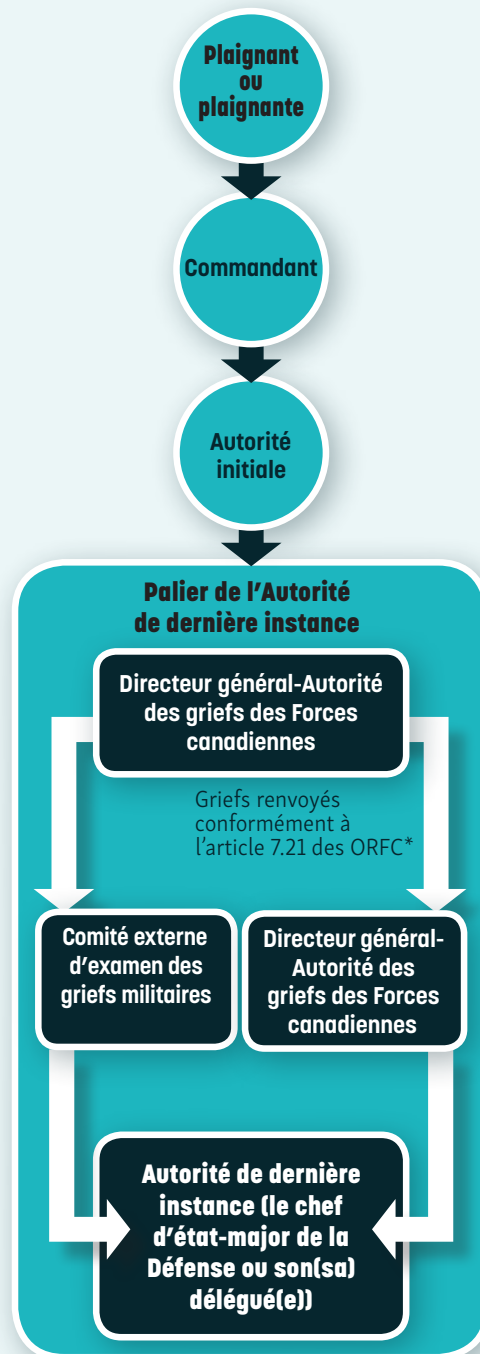 Plaignant
ou
plaignante
Commandant
Autorité
initiale
Palier de l'Autorité
de dernière instance
Directeur général-Autorité
des griefs des Forces
canadiennes
Griefs renvoyés
conformément à
l'article 7.21 des ORFC*
Comité externe
d'examen des
griefs militaires
Directeur général-
Autorité des
griefs des Forces
canadiennes
Autorité de dernière
instance (le chef
d'état-major de la
Défense ou son(sa)
délégué(e))